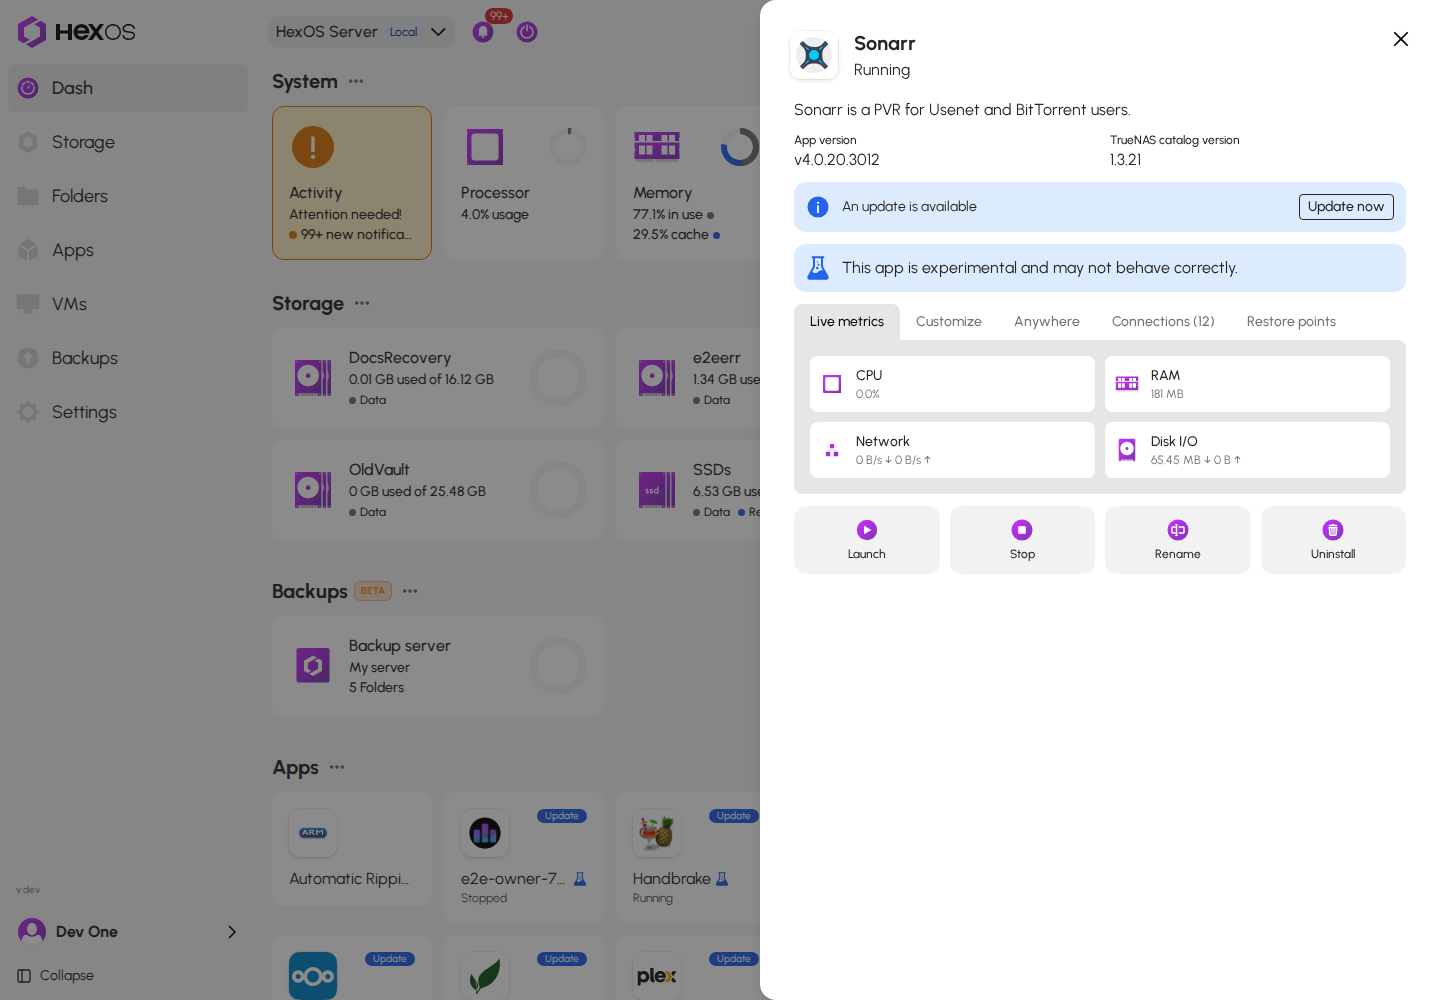 HEXOS
HexOS Server Local
99+
Dash
Storage
Folders
Apps
VMs
Backups
Settings
v.dev
Dev One
Collapse
System
Activity
Attention needed!
99+ new notifica...
Processor
4.0% usage
Memory
77.1% in use
29.5% cache
Storage
DocsRecovery
0.01 GB used of 16.12 GB
Data
e2eerr
1.34 GB use
Data
OldVault
0 GB used of 25.48 GB
Data
ssd
SSDs
6.53 GB use
Data Re
Backups BETA
Backup server
My server
5 Folders
Apps
ARM
Automatic Rippi...
Update
e2e-owner-7...
Stopped
Update
Handbrake
Running
Update
Update
plex
Update
Sonarr
Running
Sonarr is a PVR for Usenet and BitTorrent users.
App version
v4.0.20.3012
TrueNAS catalog version
1.3.21
An update is available
Update now
This app is experimental and may not behave correctly.
Live metrics Customize Anywhere Connections (12) Restore points
CPU
0.0%
RAM
181 MB
Network
0 B/s ↓ 0 B/s ↑
Disk I/O
65.45 MB ↓ 0 B ↑
Launch
Stop
Rename
Uninstall